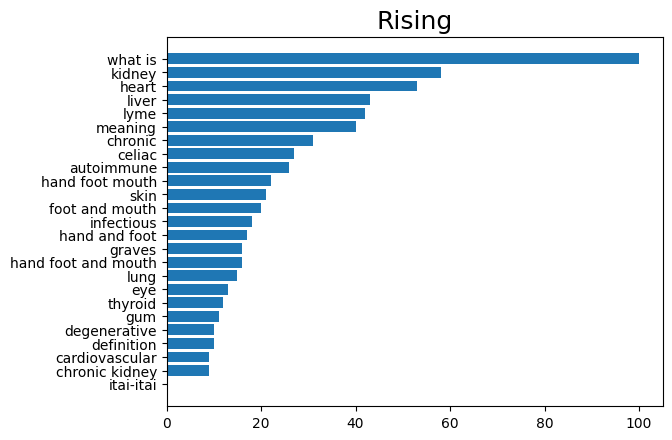 Rising
what is
kidney
heart
liver
lyme
meaning
chronic
celiac
autoimmune
hand foot mouth
skin
foot and mouth
infectious
hand and foot
graves
hand foot and mouth
lung
eye
thyroid
gum
degenerative
definition
cardiovascular
chronic kidney
itai-itai
0 20 40 60 80 100